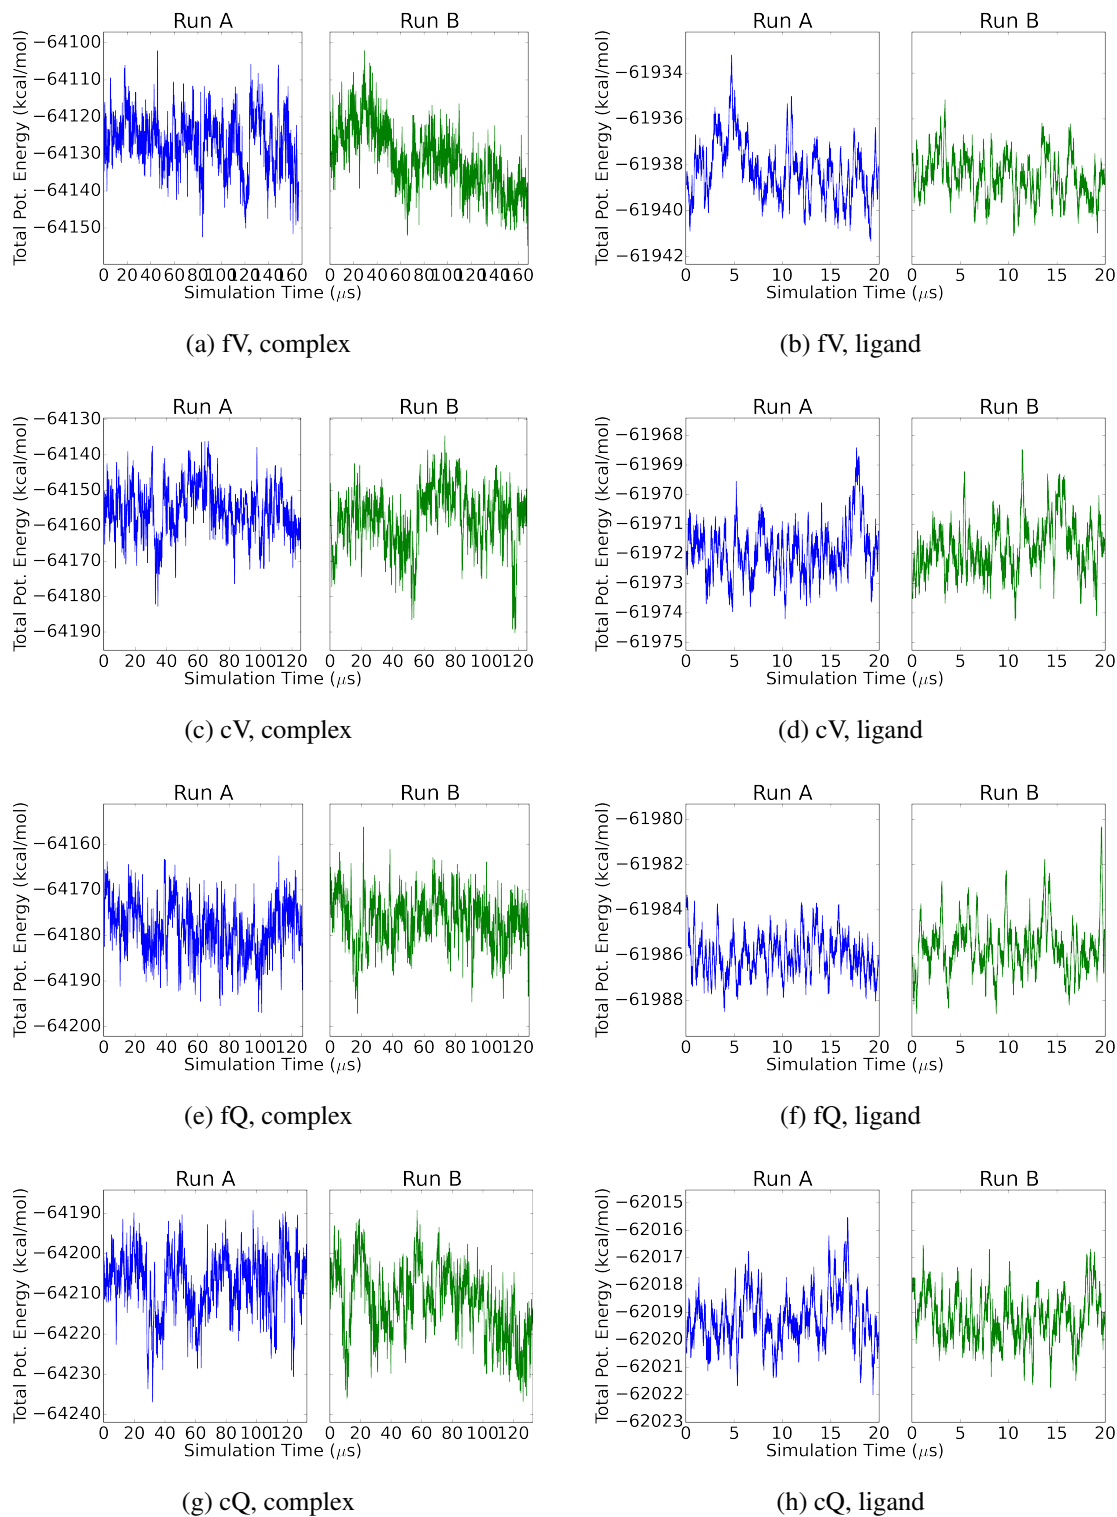 Run A Run B
Total Pot. Energy (kcal/mol)
−64100
−64110
−64120
−64130
−64140
−64150
0 20 40 60 80 100 120 140 160 0 20 40 60 80 100 120 140 160
Simulation Time (μs)
(a) fV, complex
Run A Run B
Total Pot. Energy (kcal/mol)
−61934
−61936
−61938
−61940
−61942
0 5 10 15 20 0 5 10 15 20
Simulation Time (μs)
(b) fV, ligand
Run A Run B
Total Pot. Energy (kcal/mol)
−64130
−64140
−64150
−64160
−64170
−64180
−64190
0 20 40 60 80 100 120 0 20 40 60 80 100 120
Simulation Time (μs)
(c) cV, complex
Run A Run B
Total Pot. Energy (kcal/mol)
−61968
−61969
−61970
−61971
−61972
−61973
−61974
−61975
0 5 10 15 20 0 5 10 15 20
Simulation Time (μs)
(d) cV, ligand
Run A Run B
Total Pot. Energy (kcal/mol)
−64160
−64170
−64180
−64190
−64200
0 20 40 60 80 100 120 0 20 40 60 80 100 120
Simulation Time (μs)
(e) fQ, complex
Run A Run B
Total Pot. Energy (kcal/mol)
−61980
−61982
−61984
−61986
−61988
0 5 10 15 20 0 5 10 15 20
Simulation Time (μs)
(f) fQ, ligand
Run A Run B
Total Pot. Energy (kcal/mol)
−64190
−64200
−64210
−64220
−64230
−64240
0 20 40 60 80 100 120 0 20 40 60 80 100 120
Simulation Time (μs)
(g) cQ, complex
Run A Run B
Total Pot. Energy (kcal/mol)
−62015
−62016
−62017
−62018
−62019
−62020
−62021
−62022
−62023
0 5 10 15 20 0 5 10 15 20
Simulation Time (μs)
(h) cQ, ligand